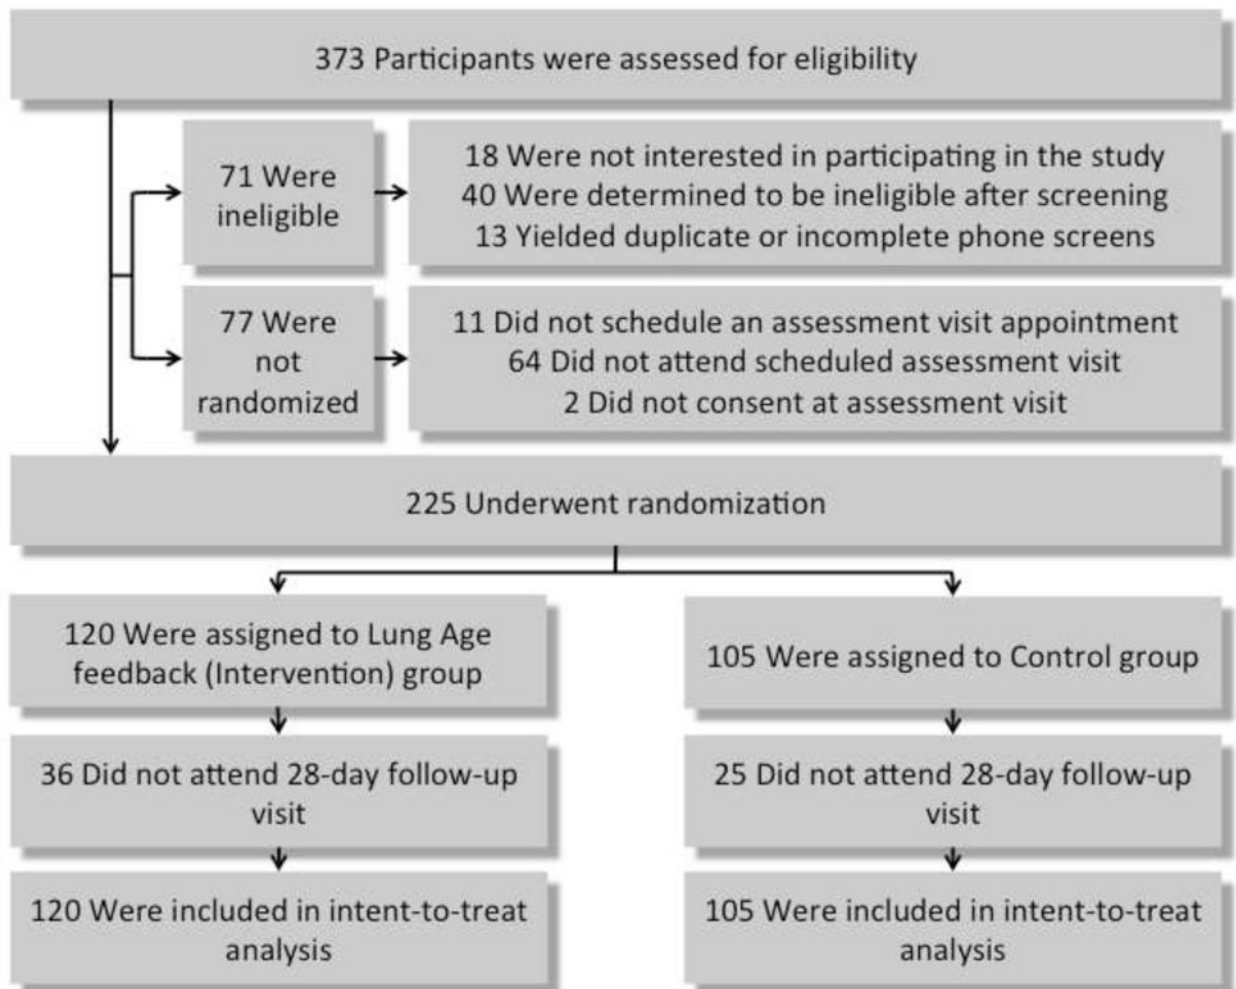 373 Participants were assessed for eligibility
71 Were
ineligible
18 Were not interested in participating in the study
40 Were determined to be ineligible after screening
13 Yielded duplicate or incomplete phone screens
77 Were
not
randomized
11 Did not schedule an assessment visit appointment
64 Did not attend scheduled assessment visit
2 Did not consent at assessment visit
225 Underwent randomization
120 Were assigned to Lung Age
feedback (Intervention) group
105 Were assigned to Control group
36 Did not attend 28-day follow-up
visit
25 Did not attend 28-day follow-up
visit
120 Were included in intent-to-treat
analysis
105 Were included in intent-to-treat
analysis